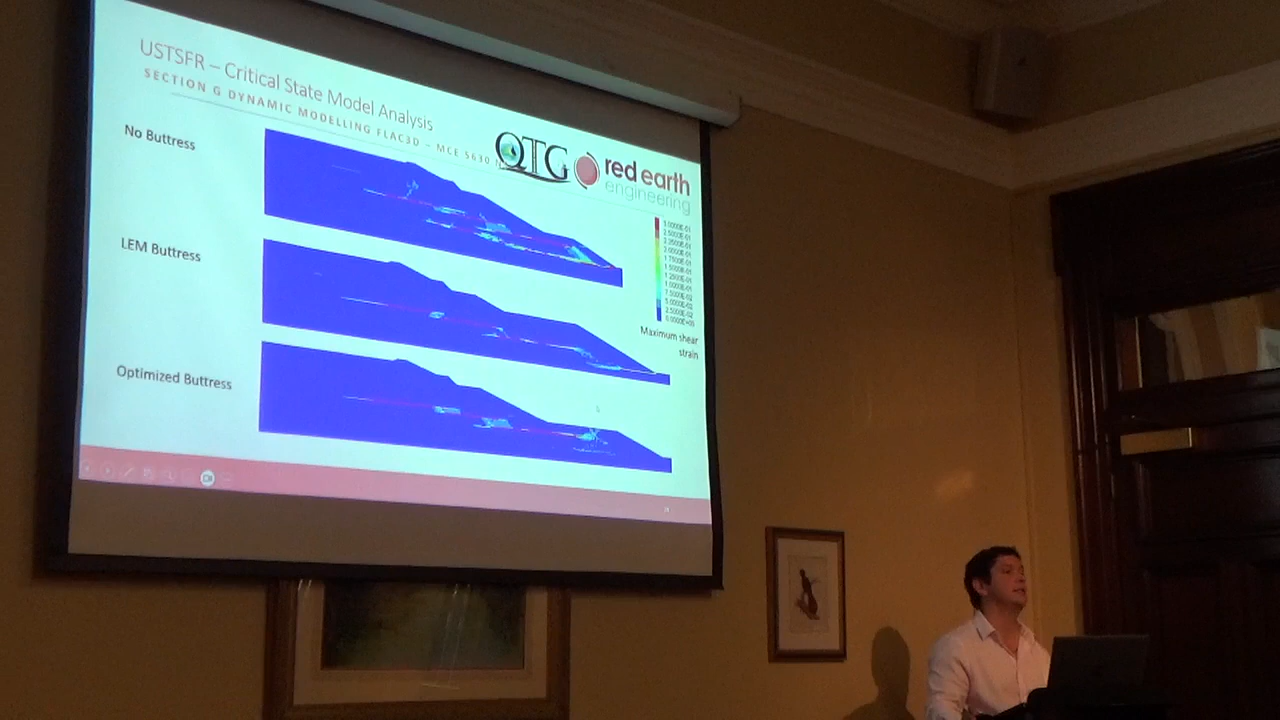 USTSFR – Critical State Model Analysis
SECTION G DYNAMIC MODELLING FLAC3D – MCE 5630
No Buttress
QTG
red earth
engineering
LEM Buttress
Maximum shear
strain
Optimized Buttress